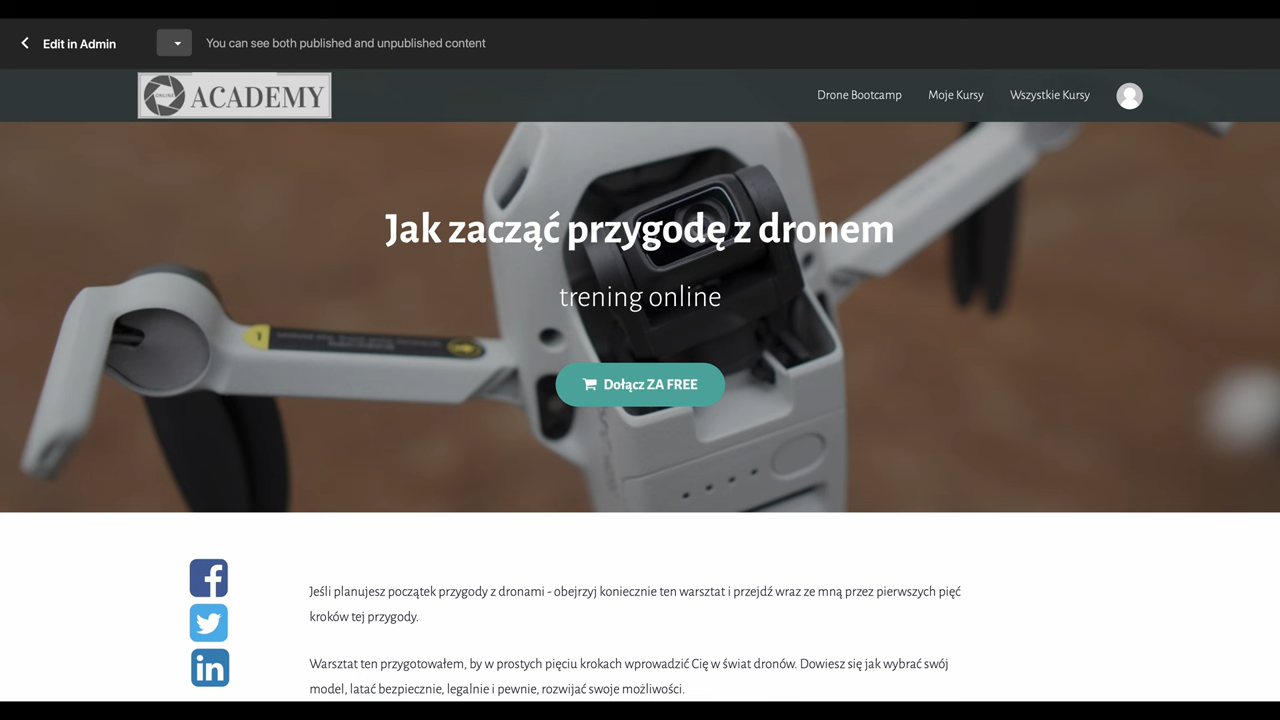 Edit in Admin
You can see both published and unpublished content
ONLINE
ACADEMY
Drone Bootcamp
Moje Kursy
Wszystkie Kursy
Jak zacząć przygodę z dronem
trening online
Dołącz ZA FREE
Jeśli planujesz początek przygody z dronami - obejrzyj koniecznie ten warsztat i przejdź wraz ze mną przez pierwszych pięć
kroków tej przygody.
Warsztat ten przygotowałem, by w prostych pięciu krokach wprowadzić Cię w świat dronów. Dowiesz się jak wybrać swój
model, latać bezpiecznie, legalnie i pewnie, rozwijać swoje możliwości.